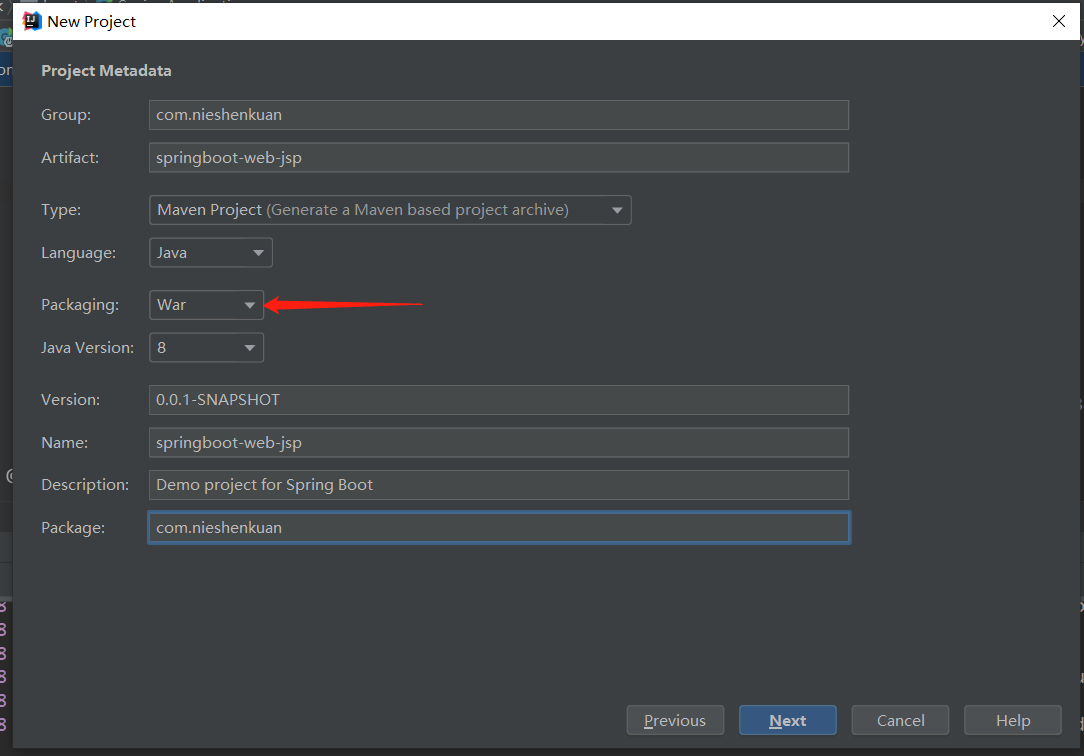 New Project
Project Metadata
Group: com.nieshenkuan
Artifact: springboot-web-jsp
Type: Maven Project (Generate a Maven based project archive)
Language: Java
Packaging: War
Java Version: 8
Version: 0.0.1-SNAPSHOT
Name: springboot-web-jsp
Description: Demo project for Spring Boot
Package: com.nieshenkuan
Previous Next Cancel Help